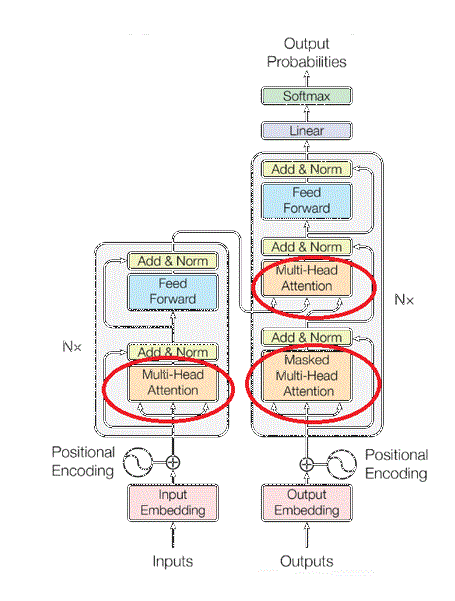 Output
Probabilities
Softmax
Linear
Add & Norm
Feed
Forward
Add & Norm
Multi-Head
Attention
Add & Norm
Masked
Multi-Head
Attention
Nx
Add & Norm
Feed
Forward
Nx
Add & Norm
Multi-Head
Attention
Positional
Encoding
Positional
Encoding
Input
Embedding
Output
Embedding
Inputs
Outputs